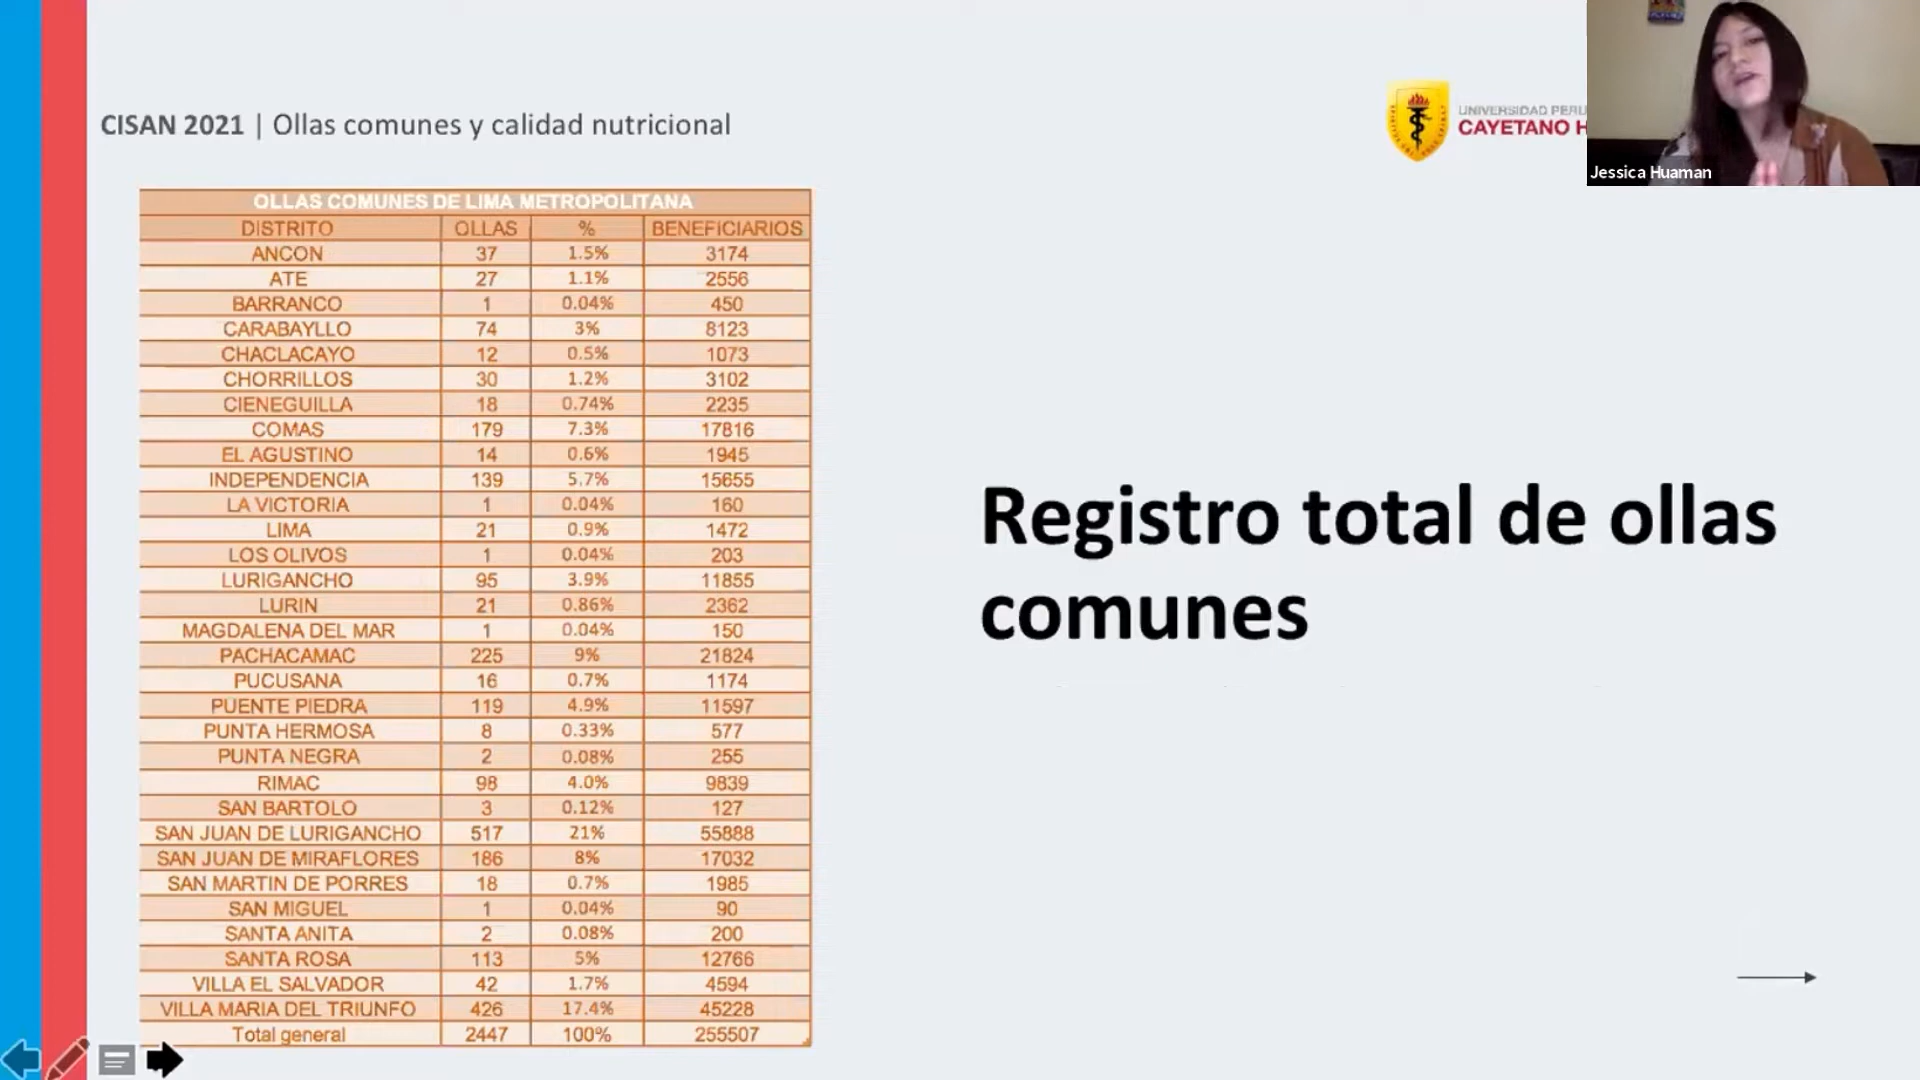 CISAN 2021 | Ollas comunes y calidad nutricional
UNIVERSIDAD PERU
CAYETANO H
Jessica Huaman
OLLAS COMUNES DE LIMA METROPOLITANA
DISTRITO OLLAS % BENEFICIARIOS
ANCON 37 1.5% 3174
ATE 27 1.1% 2556
BARRANCO 1 0.04% 450
CARABAYLLO 74 3% 8123
CHACLACAYO 12 0.5% 1073
CHORRILLOS 30 1.2% 3102
CIENEGUILLA 18 0.74% 2235
COMAS 179 7.3% 17816
EL AGUSTINO 14 0.6% 1945
INDEPENDENCIA 139 5.7% 15655
LA VICTORIA 1 0.04% 160
LIMA 21 0.9% 1472
LOS OLIVOS 1 0.04% 203
LURIGANCHO 95 3.9% 11855
LURIN 21 0.86% 2362
MAGDALENA DEL MAR 1 0.04% 150
PACHACAMAC 225 9% 21824
PUCUSANA 16 0.7% 1174
PUENTE PIEDRA 119 4.9% 11597
PUNTA HERMOSA 8 0.33% 577
PUNTA NEGRA 2 0.08% 255
RIMAC 98 4.0% 9839
SAN BARTOLO 3 0.12% 127
SAN JUAN DE LURIGANCHO 517 21% 55888
SAN JUAN DE MIRAFLORES 186 8% 17032
SAN MARTIN DE PORRES 18 0.7% 1985
SAN MIGUEL 1 0.04% 90
SANTA ANITA 2 0.08% 200
SANTA ROSA 113 5% 12766
VILLA EL SALVADOR 42 1.7% 4594
VILLA MARIA DEL TRIUNFO 426 17.4% 45228
Total general 2447 100% 255507
Registro total de ollas
comunes